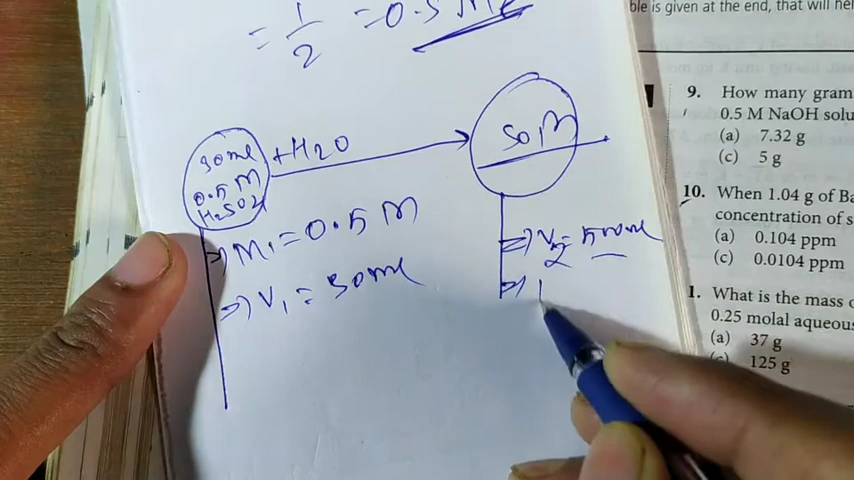 = 1/2 = 0.5 M
30ml
0.5 M
H2SO2
+H2O
Sol M
=) M1 = 0.5 M
=) V1 = 30ml
=) V2 = 500ml
=)
ble is given at the end, that will hel
9. How many gram
0.5 M NaOH solu
(a) 7.32 g
(c) 5 g
10. When 1.04 g of Ba
concentration of s
(a) 0.104 ppm
(c) 0.0104 ppm
1. What is the mass o
0.25 molal aqueous
(a) 37 g
125 g